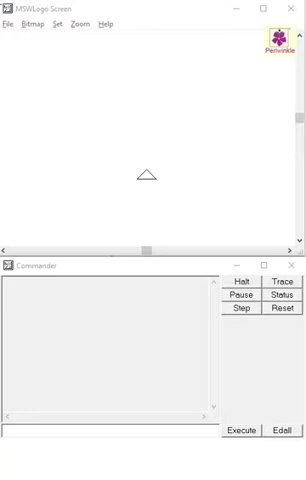 MSWLogo Screen
File Bitmap Set Zoom Help
Periwinkle
Commander
Halt Trace
Pause Status
Step Reset
Execute Edall